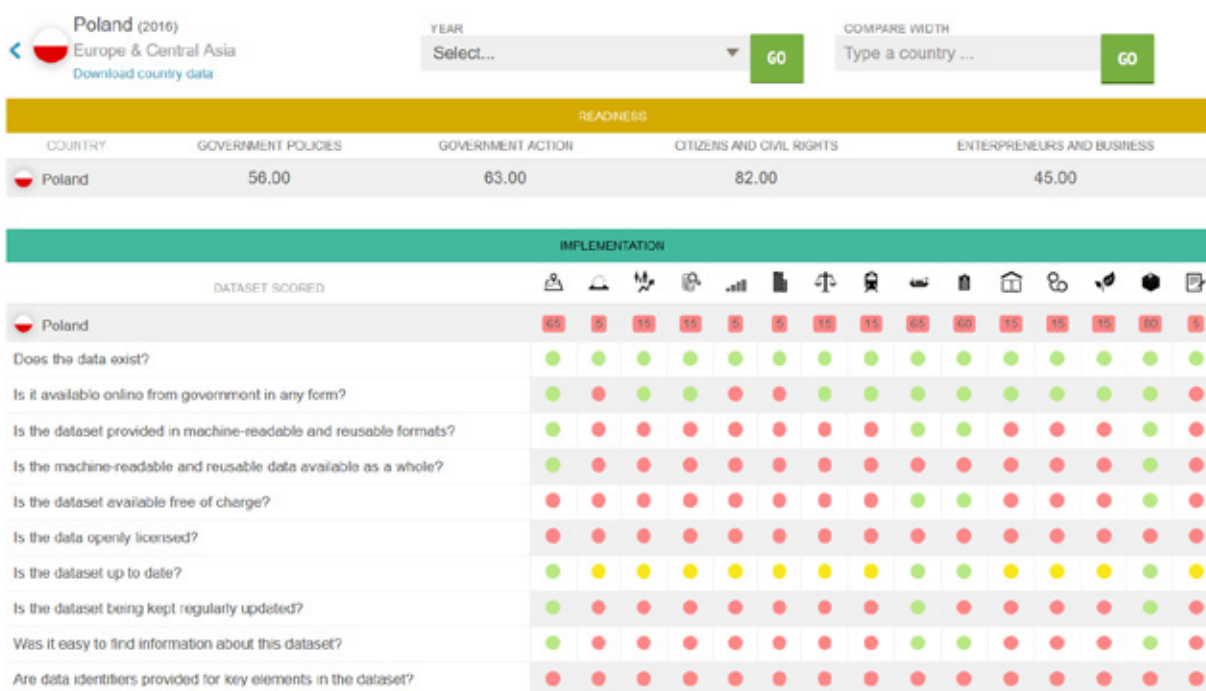 Poland (2016)
Europe & Central Asia
Download country data
YEAR
Select...
GO
COMPARE WIDTH
Type a country ...
GO
READINESS
COUNTRY GOVERNMENT POLICIES GOVERNMENT ACTION CITIZENS AND CIVIL RIGHTS ENTERPRENEURS AND BUSINESS
Poland 56.00 63.00 82.00 45.00
IMPLEMENTATION
DATASET SCORED
Poland 65 5 15 15 5 5 15 15 65 60 15 15 15 80 5
Does the data exist?
Is it available online from government in any form?
Is the dataset provided in machine-readable and reusable formats?
Is the machine-readable and reusable data available as a whole?
Is the dataset available free of charge?
Is the data openly licensed?
Is the dataset up to date?
Is the dataset being kept regularly updated?
Was it easy to find information about this dataset?
Are data identifiers provided for key elements in the dataset?